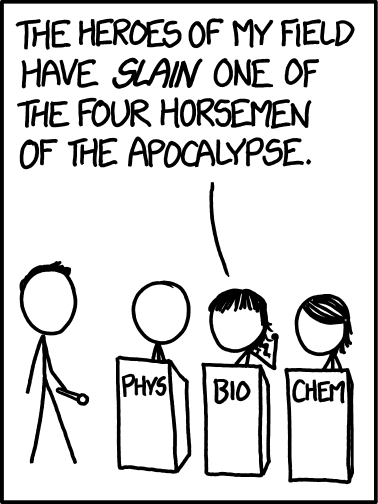 THE HEROES OF MY FIELD
HAVE SLAIN ONE OF
THE FOUR HORSEMEN
OF THE APOCALYPSE.
PHYS
BIO
CHEM